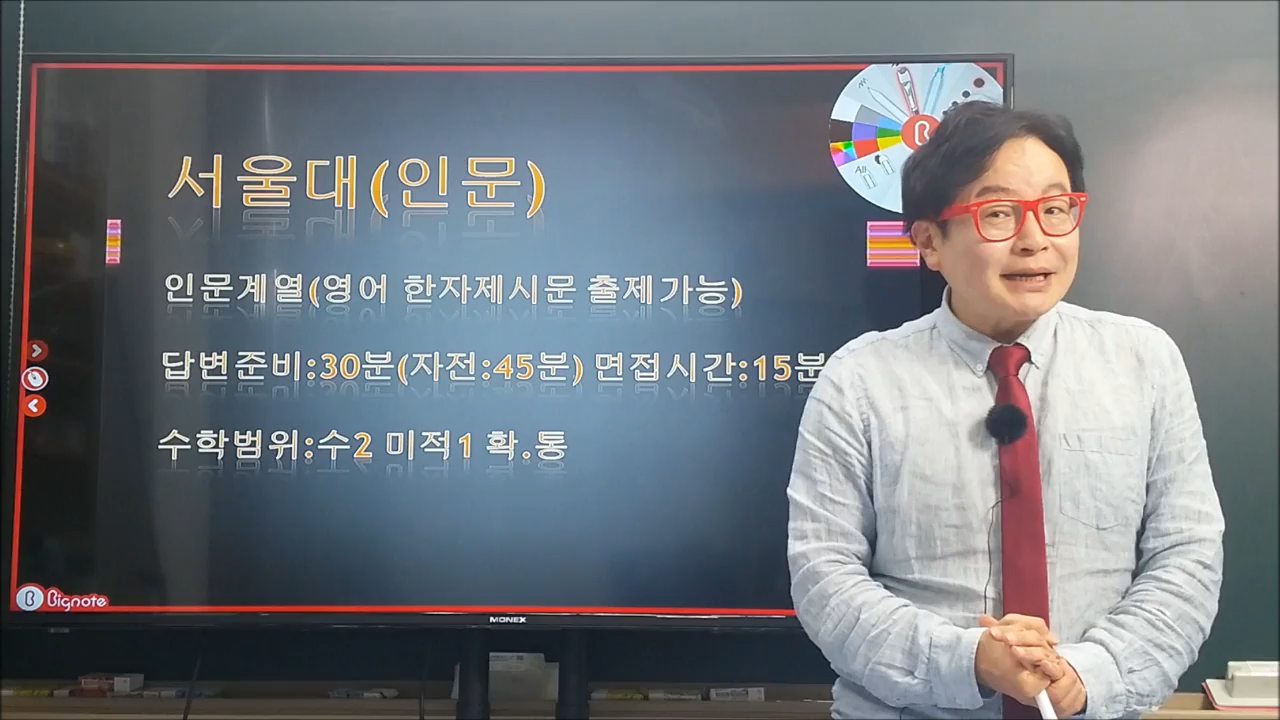 서울대(인문)
인문계열(영어 한자제시문 출제가능)
답변준비:30분(자전:45분) 면접시간:15분
수학범위:수2 미적1 확.통
All
B Bignote
MONEX